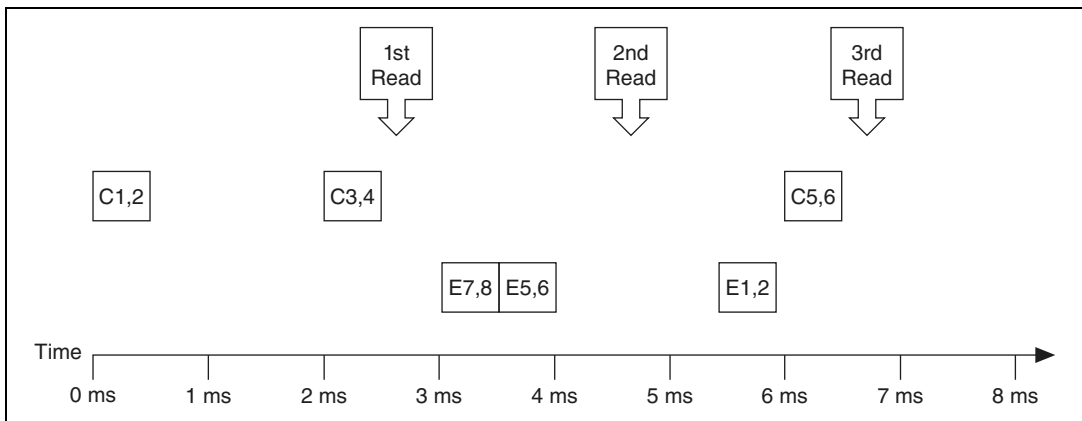 1st
Read
2nd
Read
3rd
Read
C1,2
C3,4
C5,6
E7,8
E5,6
E1,2
Time
0 ms
1 ms
2 ms
3 ms
4 ms
5 ms
6 ms
7 ms
8 ms